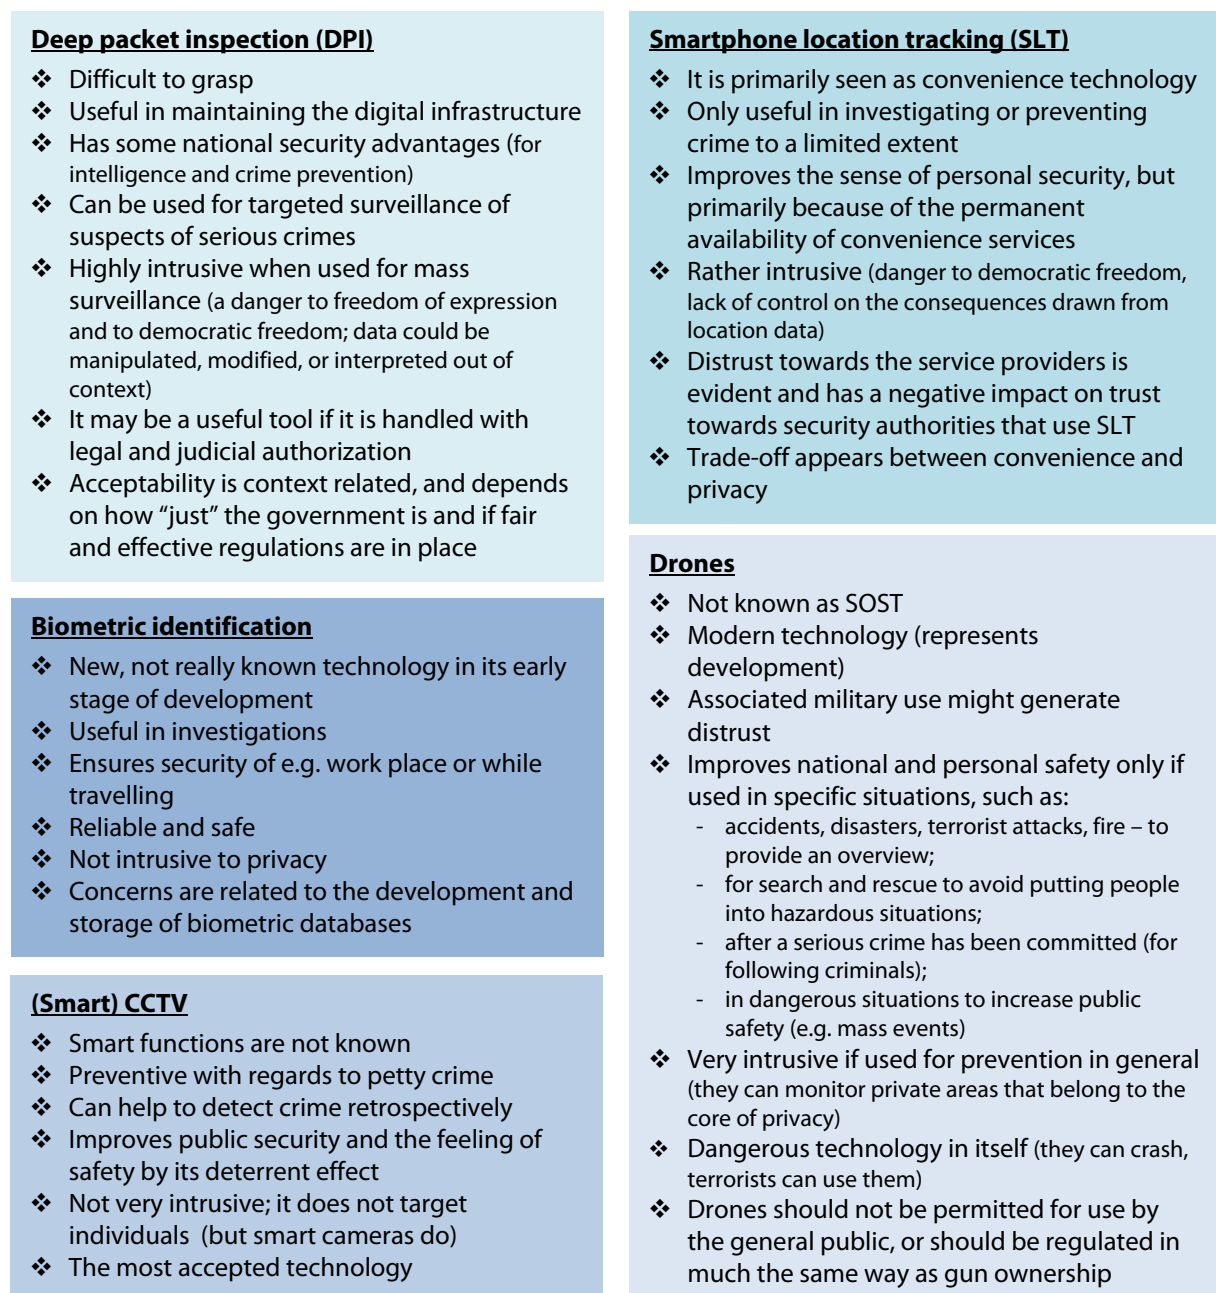 Deep packet inspection (DPI)
❖ Difficult to grasp
❖ Useful in maintaining the digital infrastructure
❖ Has some national security advantages (for
intelligence and crime prevention)
❖ Can be used for targeted surveillance of
suspects of serious crimes
❖ Highly intrusive when used for mass
surveillance (a danger to freedom of expression
and to democratic freedom; data could be
manipulated, modified, or interpreted out of
context)
❖ It may be a useful tool if it is handled with
legal and judicial authorization
❖ Acceptability is context related, and depends
on how “just” the government is and if fair
and effective regulations are in place
Biometric identification
❖ New, not really known technology in its early
stage of development
❖ Useful in investigations
❖ Ensures security of e.g. work place or while
travelling
❖ Reliable and safe
❖ Not intrusive to privacy
❖ Concerns are related to the development and
storage of biometric databases
(Smart) CCTV
❖ Smart functions are not known
❖ Preventive with regards to petty crime
❖ Can help to detect crime retrospectively
❖ Improves public security and the feeling of
safety by its deterrent effect
❖ Not very intrusive; it does not target
individuals (but smart cameras do)
❖ The most accepted technology
Smartphone location tracking (SLT)
❖ It is primarily seen as convenience technology
❖ Only useful in investigating or preventing
crime to a limited extent
❖ Improves the sense of personal security, but
primarily because of the permanent
availability of convenience services
❖ Rather intrusive (danger to democratic freedom,
lack of control on the consequences drawn from
location data)
❖ Distrust towards the service providers is
evident and has a negative impact on trust
towards security authorities that use SLT
❖ Trade-off appears between convenience and
privacy
Drones
❖ Not known as SOST
❖ Modern technology (represents
development)
❖ Associated military use might generate
distrust
❖ Improves national and personal safety only if
used in specific situations, such as:
- accidents, disasters, terrorist attacks, fire – to
provide an overview;
- for search and rescue to avoid putting people
into hazardous situations;
- after a serious crime has been committed (for
following criminals);
- in dangerous situations to increase public
safety (e.g. mass events)
❖ Very intrusive if used for prevention in general
(they can monitor private areas that belong to the
core of privacy)
❖ Dangerous technology in itself (they can crash,
terrorists can use them)
❖ Drones should not be permitted for use by
the general public, or should be regulated in
much the same way as gun ownership